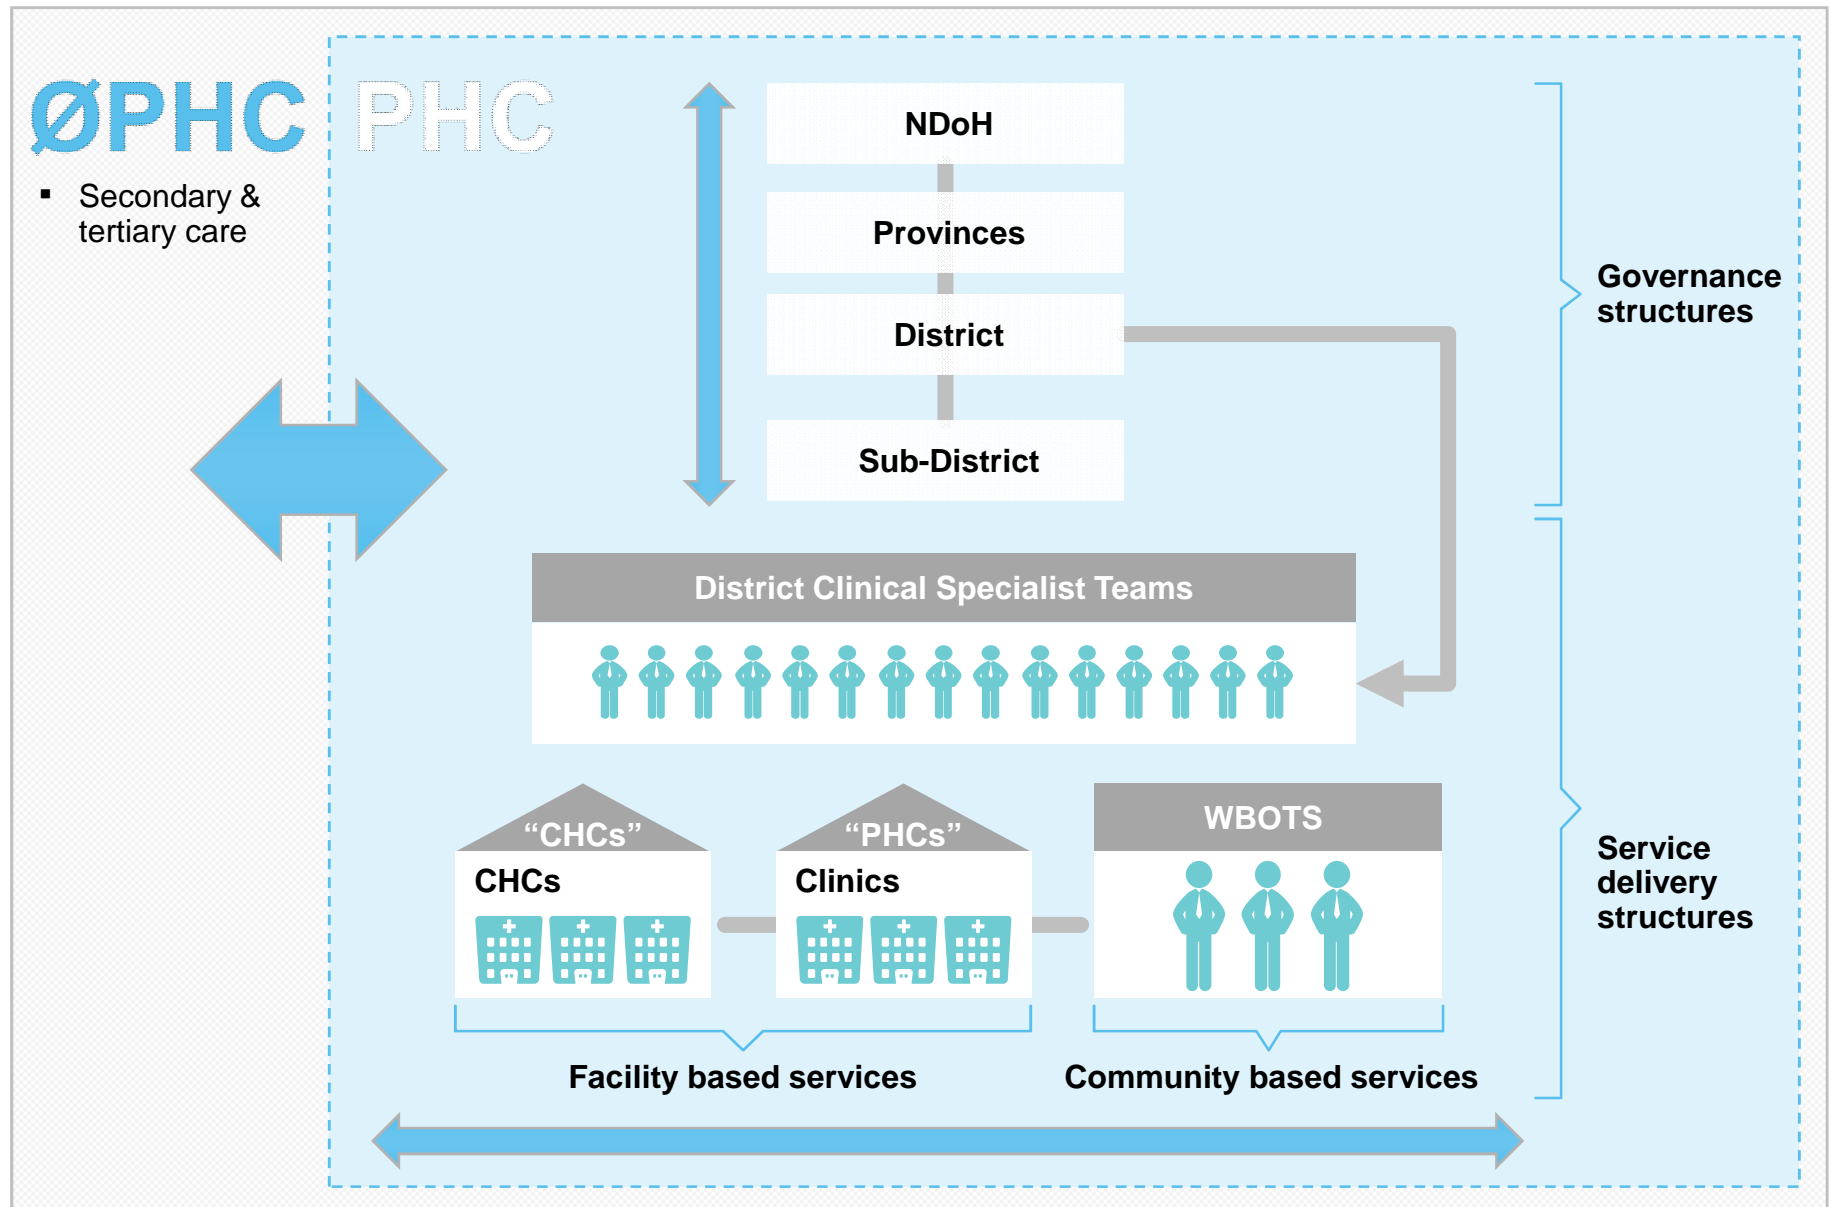 ØPHC
▪ Secondary &
tertiary care
PHC
NDoH
Provinces
District
Sub-District
Governance
structures
District Clinical Specialist Teams
“CHCs”
CHCs
“PHCs”
Clinics
WBOTS
Service
delivery
structures
Facility based services
Community based services